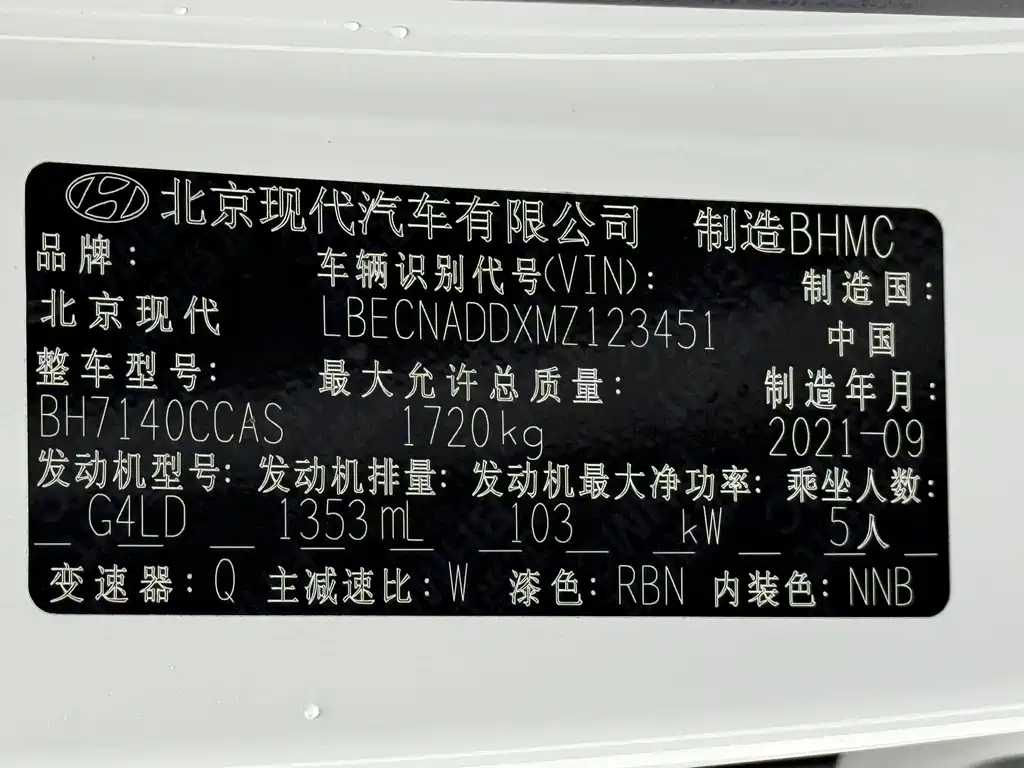 北京现代汽车有限公司 制造BHMC
品牌: 车辆识别代号(VIN): 制造国:
北京现代 LBECNADDXMZ123451 中国
整车型号: 最大允许总质量: 制造年月:
BH7140CCAS 1720kg 2021-09
发动机型号: 发动机排量: 发动机最大净功率: 乘坐人数:
G4LD 1353mL 103 kW 5人
变速器: Q 主减速比: W 漆色: RBN 内装色: NNB